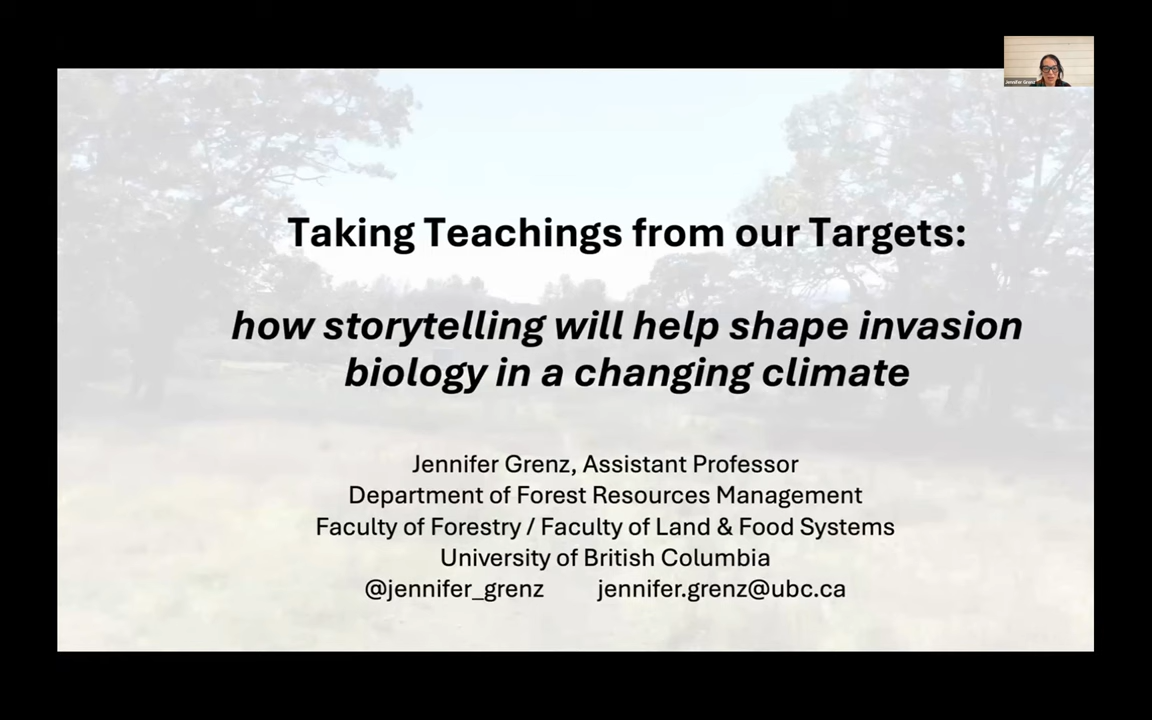 Jennifer Grenz
Taking Teachings from our Targets:
how storytelling will help shape invasion
biology in a changing climate
Jennifer Grenz, Assistant Professor
Department of Forest Resources Management
Faculty of Forestry / Faculty of Land & Food Systems
University of British Columbia
@jennifer_grenz jennifer.grenz@ubc.ca